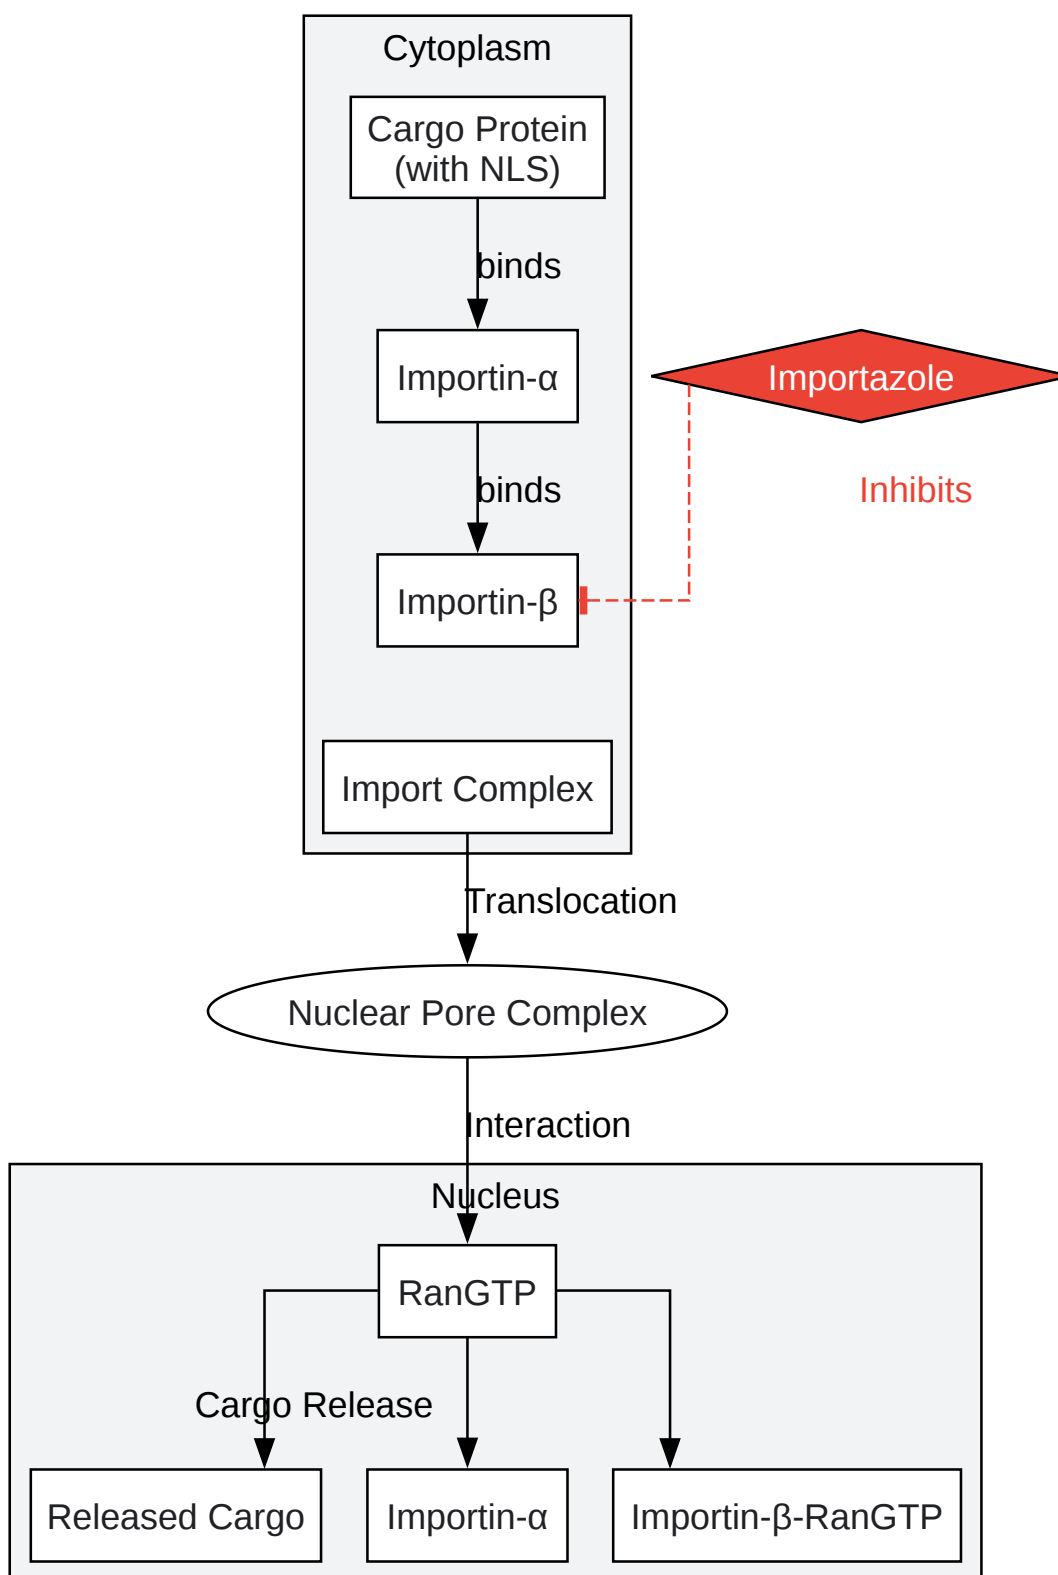 Cytoplasm
Cargo Protein
(with NLS)
binds
Importin-α
Importazole
binds
Inhibits
Importin-β
Import Complex
Translocation
Nuclear Pore Complex
Interaction
Nucleus
RanGTP
Cargo Release
Released Cargo
Importin-α
Importin-β-RanGTP